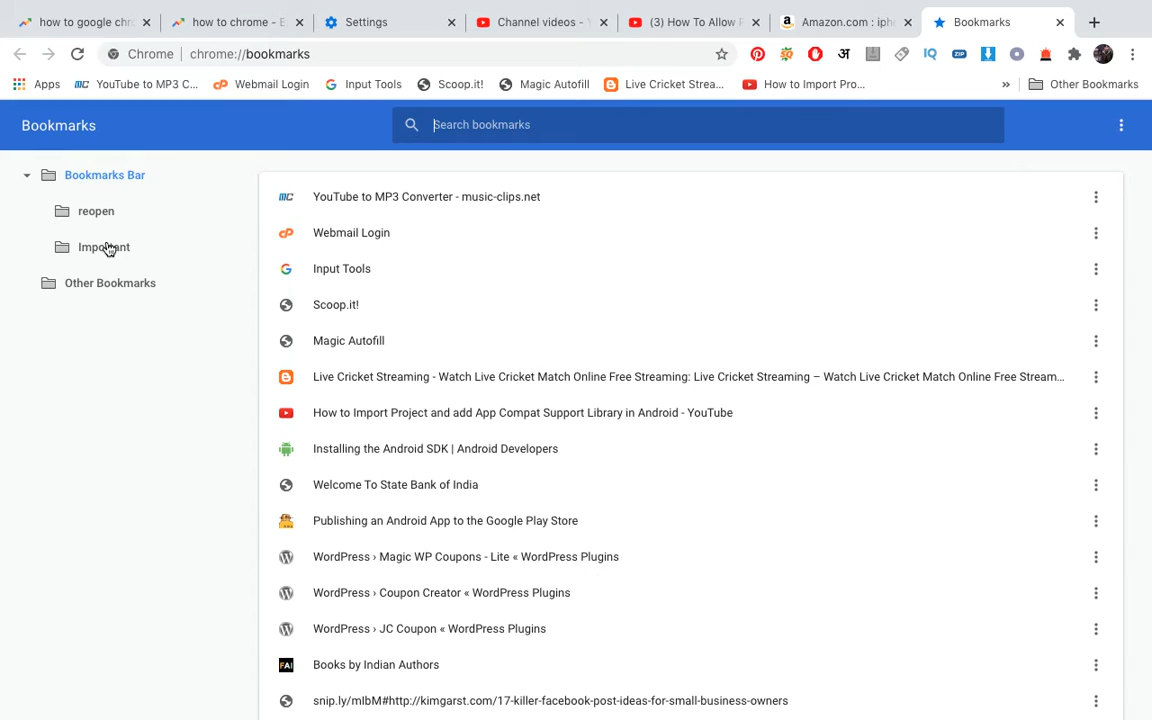 how to google chro
how to chrome - E
Settings
Channel videos - Y
(3) How To Allow P
Amazon.com : iph
Bookmarks
Chrome | chrome://bookmarks
Apps YouTube to MP3 C... Webmail Login Input Tools Scoop.it! Magic Autofill Live Cricket Strea... How to Import Pro... » Other Bookmarks
Bookmarks
Search bookmarks
Bookmarks Bar
reopen
Important
Other Bookmarks
YouTube to MP3 Converter - music-clips.net
Webmail Login
Input Tools
Scoop.it!
Magic Autofill
Live Cricket Streaming - Watch Live Cricket Match Online Free Streaming: Live Cricket Streaming – Watch Live Cricket Match Online Free Stream...
How to Import Project and add App Compat Support Library in Android - YouTube
Installing the Android SDK | Android Developers
Welcome To State Bank of India
Publishing an Android App to the Google Play Store
WordPress › Magic WP Coupons - Lite « WordPress Plugins
WordPress › Coupon Creator « WordPress Plugins
WordPress › JC Coupon « WordPress Plugins
Books by Indian Authors
snip.ly/mIbM#http://kimgarst.com/17-killer-facebook-post-ideas-for-small-business-owners